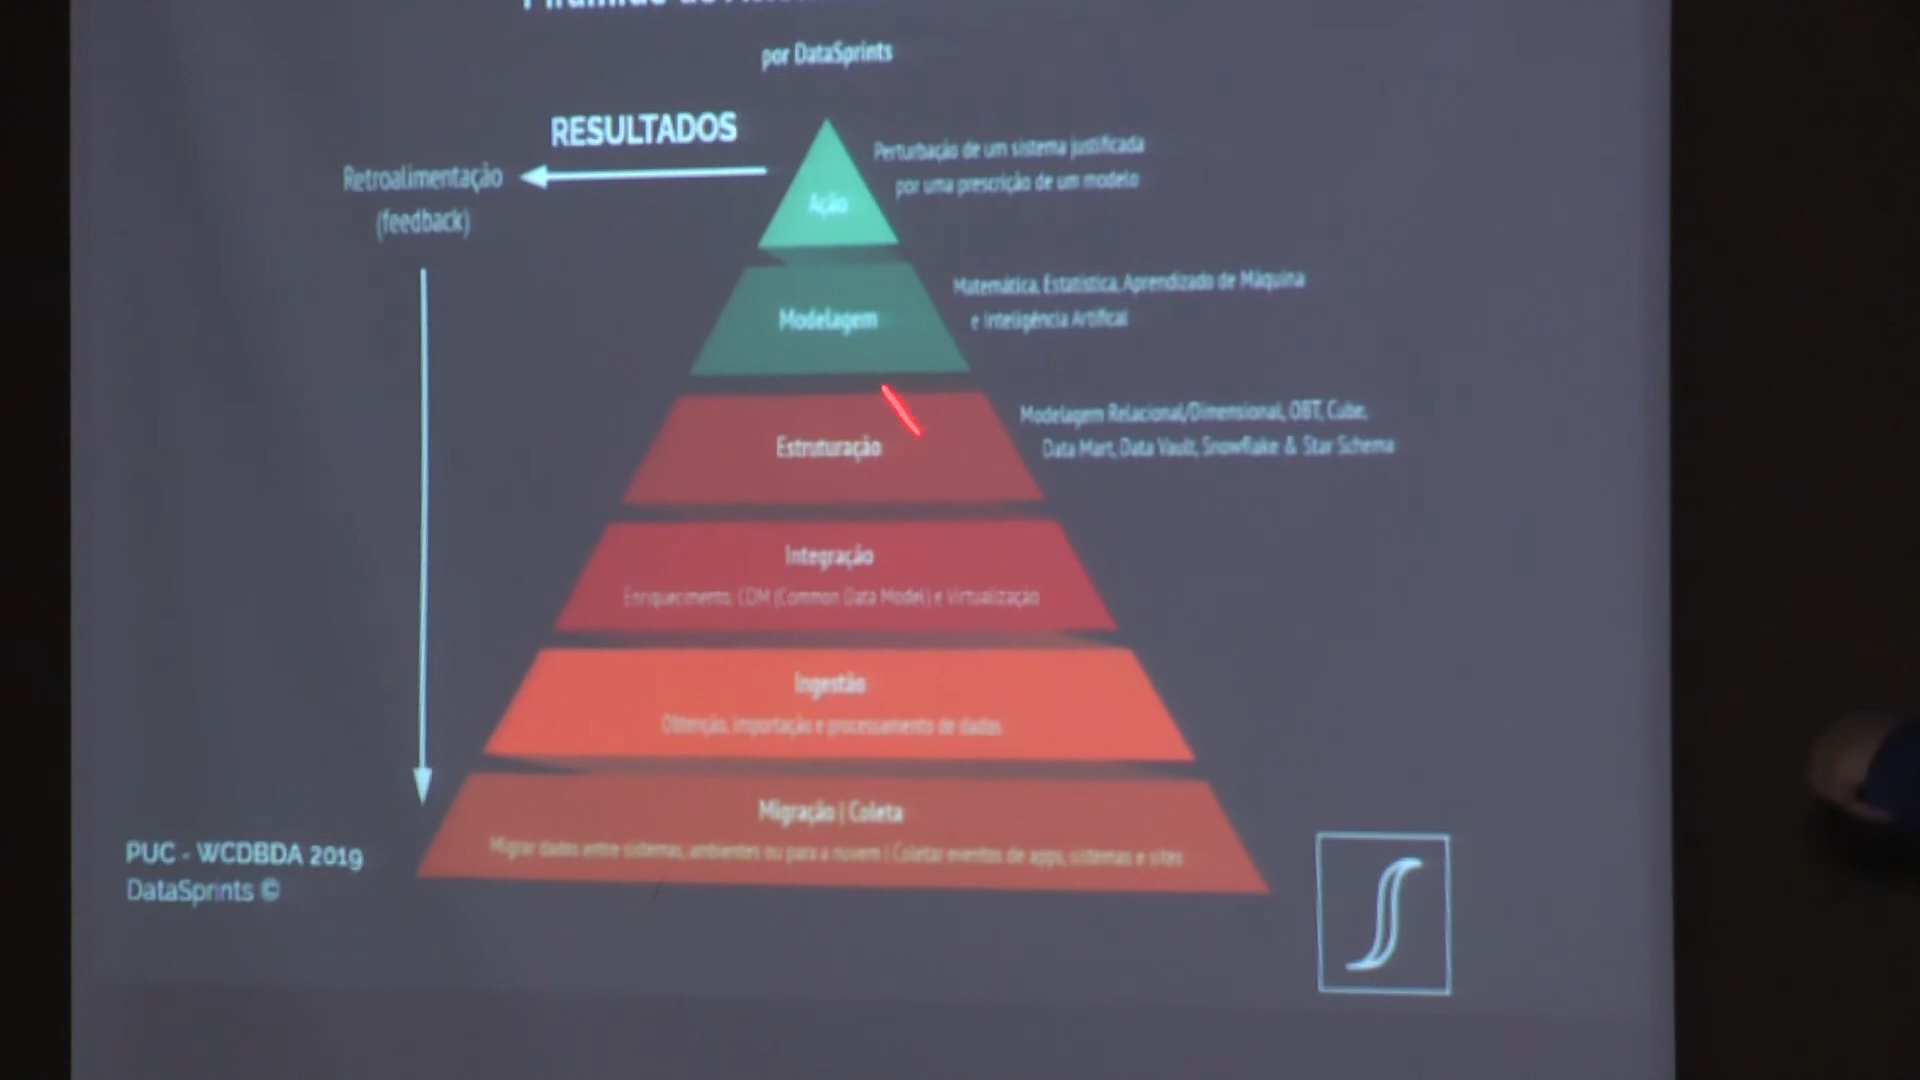 por DataSprints
RESULTADOS
Retroalimentação
(feedback)
Ação
Perturbação de um sistema justificada
por uma prescrição de um modelo
Modelagem
Matemática, Estatística, Aprendizado de Máquina
e Inteligência Artifical
Estruturação
Modelagem Relacional/Dimensional, OBT, Cube,
Data Mart, Data Vault, Snowflake & Star Schema
Integração
Enriquecimento, CDM (Common Data Model) e Virtualização
Ingestão
Obtenção, importação e processamento de dados
Migração | Coleta
Migrar dados entre sistemas, ambientes ou para a nuvem | Coletar eventos de apps, sistemas e sites
PUC - WCDBDA 2019
DataSprints ©